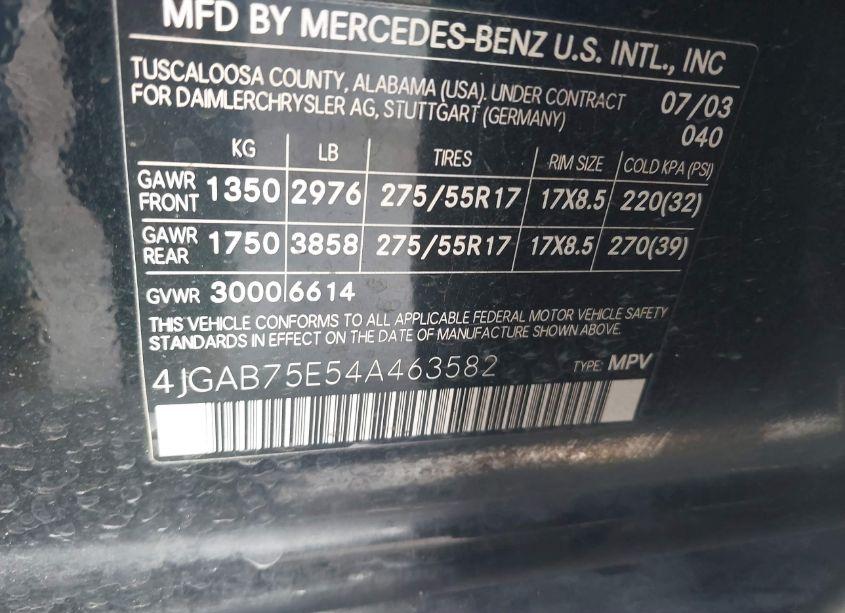 MFD BY MERCEDES-BENZ U.S. INTL., INC
TUSCALOOSA COUNTY, ALABAMA (USA). UNDER CONTRACT
FOR DAIMLERCHRYSLER AG, STUTTGART (GERMANY)
07/03
040
KG LB TIRES RIM SIZE COLD KPA (PSI)
GAWR FRONT 1350 2976 275/55R17 17X8.5 220(32)
GAWR REAR 1750 3858 275/55R17 17X8.5 270(39)
GVWR 3000 6614
THIS VEHICLE CONFORMS TO ALL APPLICABLE FEDERAL MOTOR VEHICLE SAFETY
STANDARDS IN EFFECT ON THE DATE OF MANUFACTURE SHOWN ABOVE.
4JGAB75E54A463582 TYPE: MPV